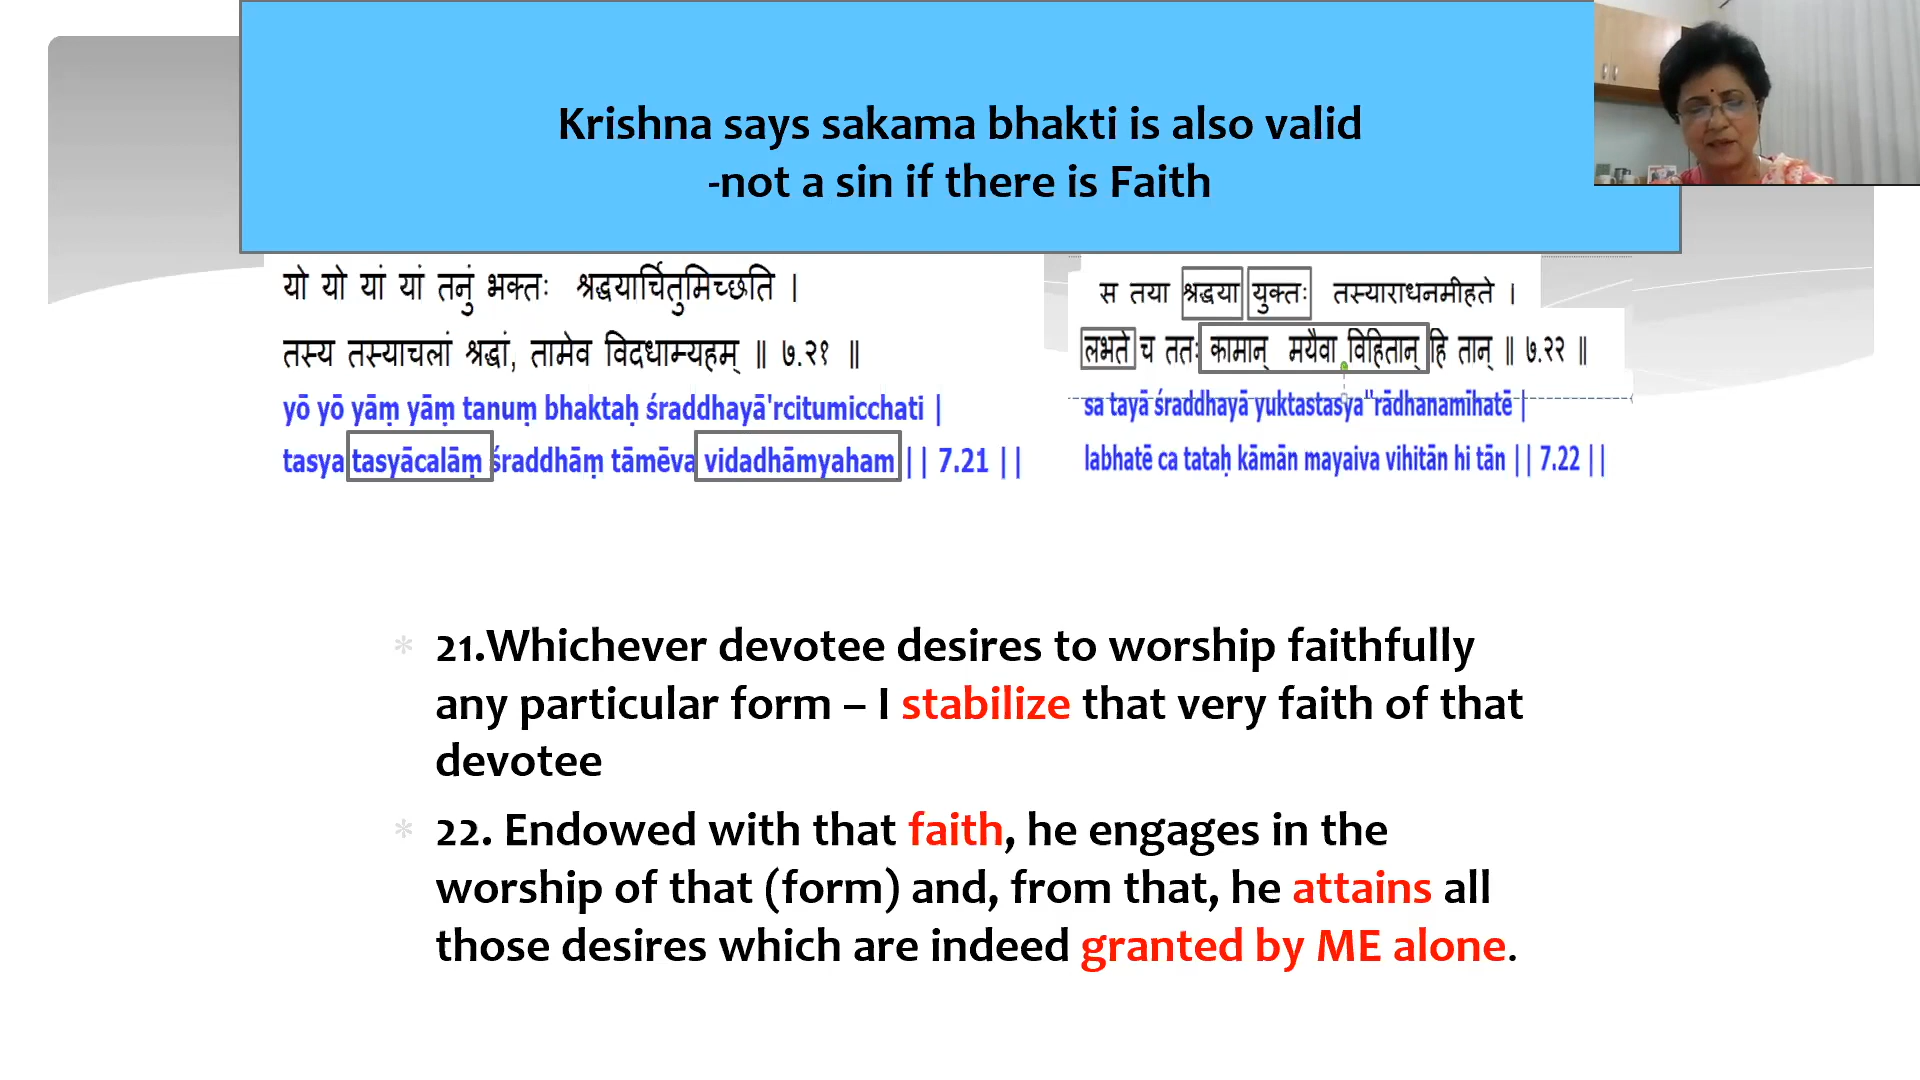 Krishna says sakama bhakti is also valid
-not a sin if there is Faith
यो यो यां यां तनुं भक्तः श्रद्धयार्चितुमिच्छति ।
तस्य तस्याचलां श्रद्धां, तामेव विदधाम्यहम् ॥ ७.२१ ॥
yō yō yāṃ yāṃ tanuṃ bhaktaḥ śraddhayā'rcitumicchati |
tasya tasyācalāṃ śraddhāṃ tāmēva vidadhāmyaham || 7.21 ||
स तया श्रद्धया युक्तः तस्याराधनमीहते ।
लभते च ततः कामान् मयैवा विहितान् हि तान् ॥ ७.२२ ॥
sa tayā śraddhayā yuktastasya"rādhanamīhatē |
labhatē ca tataḥ kāmān mayaiva vihitān hi tān || 7.22 ||
* 21.Whichever devotee desires to worship faithfully
any particular form – I stabilize that very faith of that
devotee
* 22. Endowed with that faith, he engages in the
worship of that (form) and, from that, he attains all
those desires which are indeed granted by ME alone.